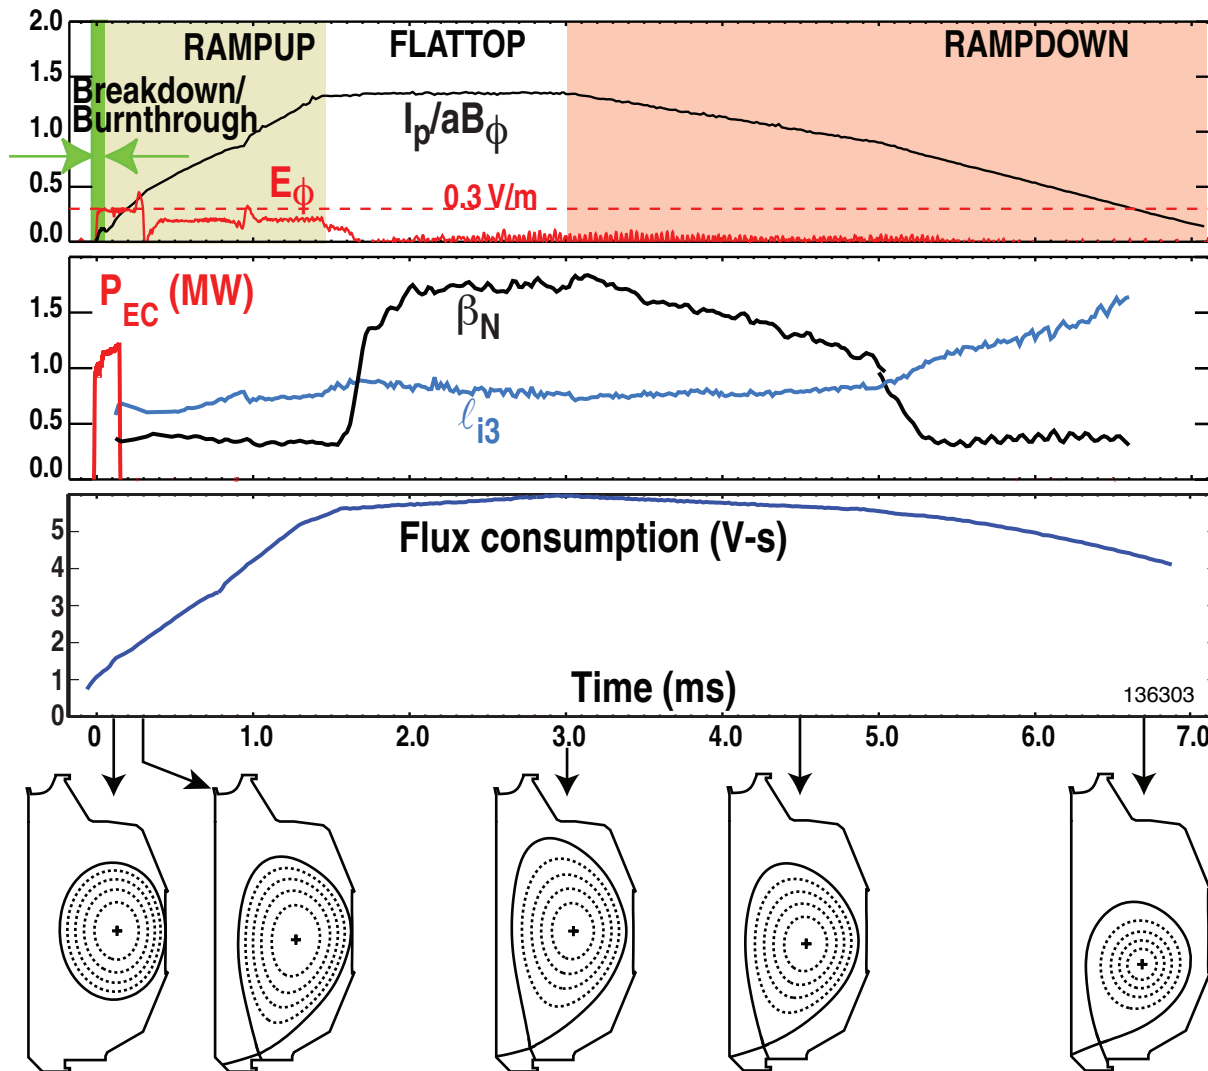 2.0
RAMPUP FLATTOP RAMPDOWN
1.5
Breakdown/
Burnthrough
Ip/aBϕ
1.0
Eϕ
0.5
0.3 V/m
0.0
PEC (MW)
1.5
βN
1.0
0.5
ℓi3
0.0
5
Flux consumption (V-s)
4
3
2
1
Time (ms)
136303
0
0 1.0 2.0 3.0 4.0 5.0 6.0 7.0